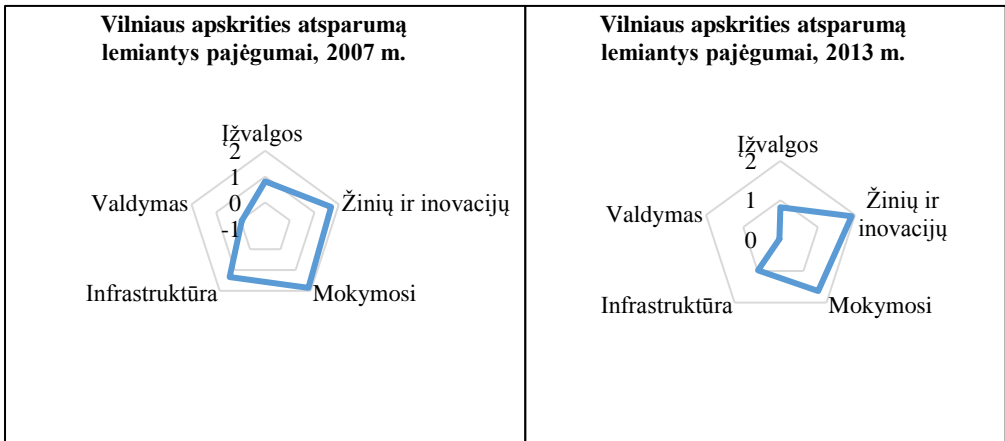 Vilniaus apskrities atsparumą
lemiantys pajėgumai, 2007 m.
Įžvalgos
2
1
0
-1
Valdymas
Žinių ir inovacijų
Infrastruktūra
Mokymosi
Vilniaus apskrities atsparumą
lemiantys pajėgumai, 2013 m.
Įžvalgos
2
1
0
Valdymas
Žinių ir
inovacijų
Infrastruktūra
Mokymosi